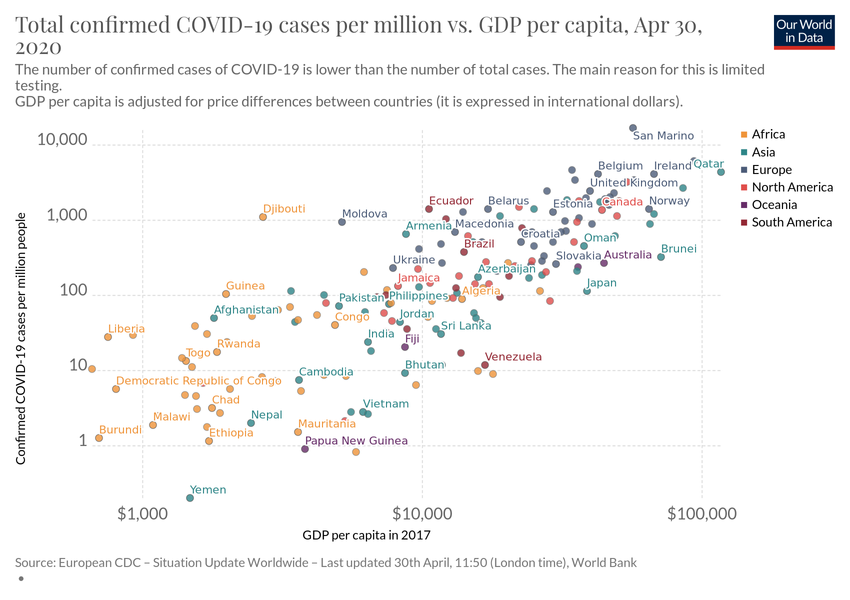 Total confirmed COVID-19 cases per million vs. GDP per capita, Apr 30,
2020
Our World
in Data
The number of confirmed cases of COVID-19 is lower than the number of total cases. The main reason for this is limited
testing.
GDP per capita is adjusted for price differences between countries (it is expressed in international dollars).
10,000
1,000
100
10
1
Confirmed COVID-19 cases per million people
San Marino
Belgium
Ireland
Qatar
United Kingdom
Djibouti
Ecuador
Belarus
Estonia
Canada
Norway
Moldova
Armenia
Macedonia
Croatia
Brazil
Oman
Brunei
Ukraine
Slovakia
Australia
Azerbaijan
Jamaica
Guinea
Pakistan
Philippines
Algeria
Japan
Afghanistan
Congo
Jordan
Liberia
Sri Lanka
India
Fiji
Rwanda
Togo
Venezuela
Bhutan
Cambodia
Democratic Republic of Congo
Chad
Vietnam
Malawi
Nepal
Mauritania
Burundi
Ethiopia
Papua New Guinea
Yemen
Africa
Asia
Europe
North America
Oceania
South America
$1,000
$10,000
$100,000
GDP per capita in 2017
Source: European CDC – Situation Update Worldwide – Last updated 30th April, 11:50 (London time), World Bank